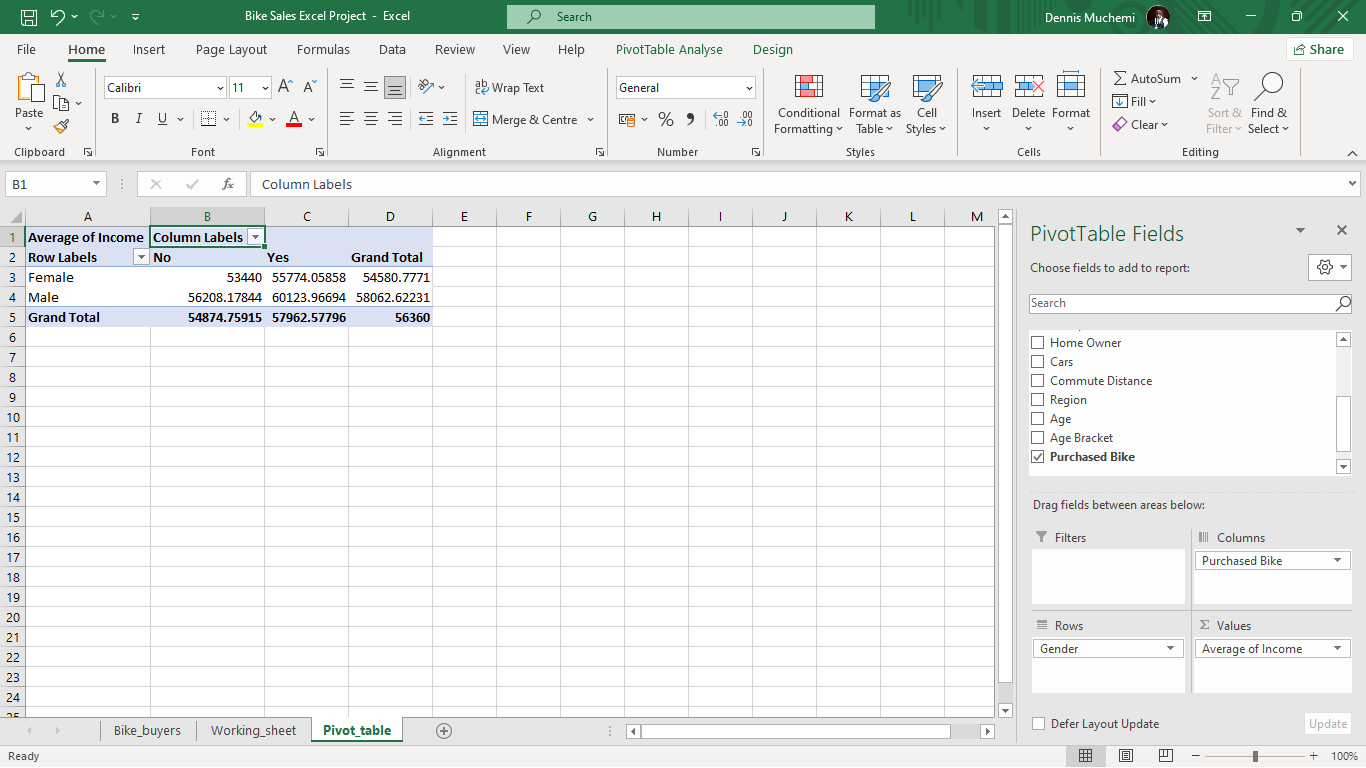 Bike Sales Excel Project - Excel
Search
Dennis Muchemi
File Home Insert Page Layout Formulas Data Review View Help PivotTable Analyse Design
Share
Paste
Clipboard
Calibri 11
B I U A
Font
Wrap Text
Merge & Centre
Alignment
General
Number
Conditional Formatting
Format as Table
Cell Styles
Styles
Insert Delete Format
Cells
AutoSum
Fill
Clear
Sort & Filter
Find & Select
Editing
B1 fx Column Labels
A B C D E F G H I J K L M
1 Average of Income Column Labels
2 Row Labels No Yes Grand Total
3 Female 53440 55774.05858 54580.7771
4 Male 56208.17844 60123.96694 58062.62231
5 Grand Total 54874.75915 57962.57796 56360
6
7
8
9
10
11
12
13
14
15
16
17
18
19
20
21
22
23
24
25
PivotTable Fields
Choose fields to add to report:
Search
Home Owner
Cars
Commute Distance
Region
Age
Age Bracket
Purchased Bike
Drag fields between areas below:
Filters
Columns
Purchased Bike
Rows
Gender
Σ Values
Average of Income
Defer Layout Update
Update
Bike_buyers Working_sheet Pivot_table
Ready
100%